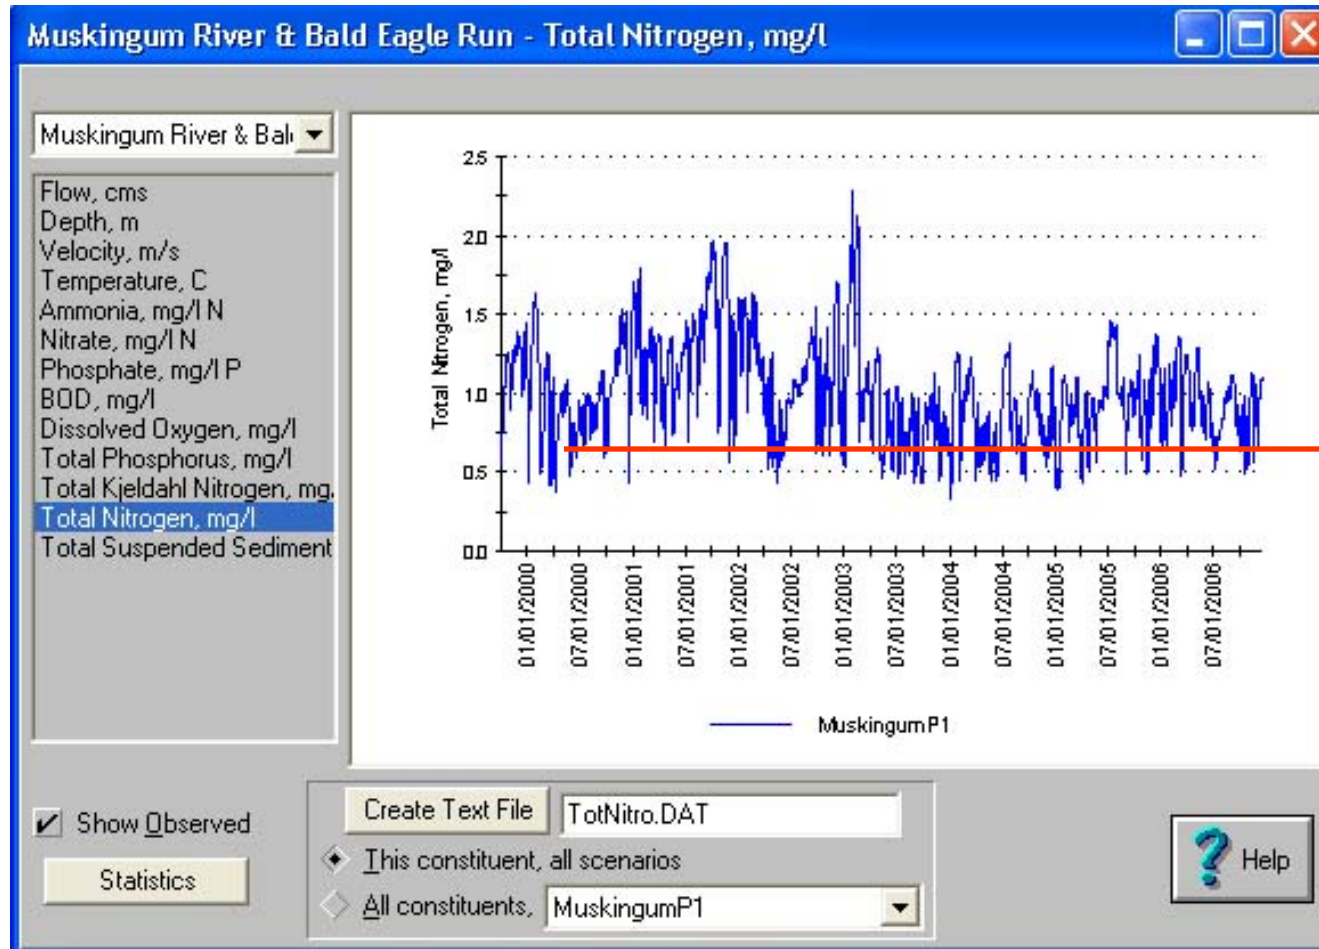 Muskingum River & Bald Eagle Run - Total Nitrogen, mg/l
Muskingum River & Bal
Flow, cms
Depth, m
Velocity, m/s
Temperature, C
Ammonia, mg/l N
Nitrate, mg/l N
Phosphate, mg/l P
BOD, mg/l
Dissolved Oxygen, mg/l
Total Phosphorus, mg/l
Total Kjeldahl Nitrogen, mg.
Total Nitrogen, mg/l
Total Suspended Sediment
Total Nitrogen, mg/l
2.5
2.0
1.5
1.0
0.5
0.0
01/01/2000
07/01/2000
01/01/2001
07/01/2001
01/01/2002
07/01/2002
01/01/2003
07/01/2003
01/01/2004
07/01/2004
01/01/2005
07/01/2005
01/01/2006
07/01/2006
MuskingumP1
Show Observed
Statistics
Create Text File TotNitro.DAT
This constituent, all scenarios
All constituents, MuskingumP1
? Help